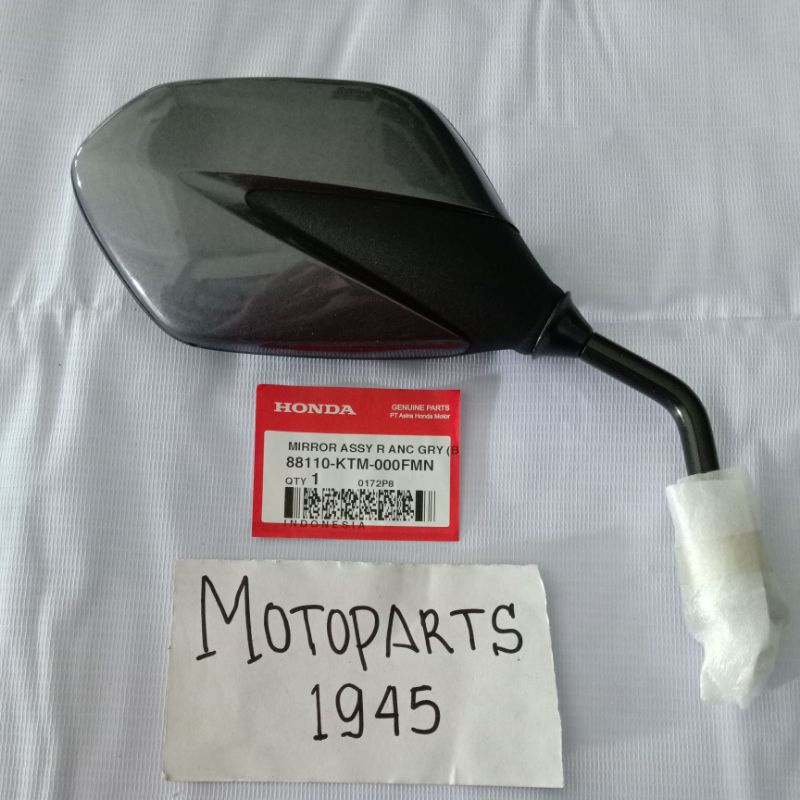 HONDA
GENUINE PARTS
PT Astra Honda Motor
MIRROR ASSY R ANC GRY (B
88110-KTM-000FMN
QTY 1 0172P8
INDONESIA
MOTOPARTS
1945